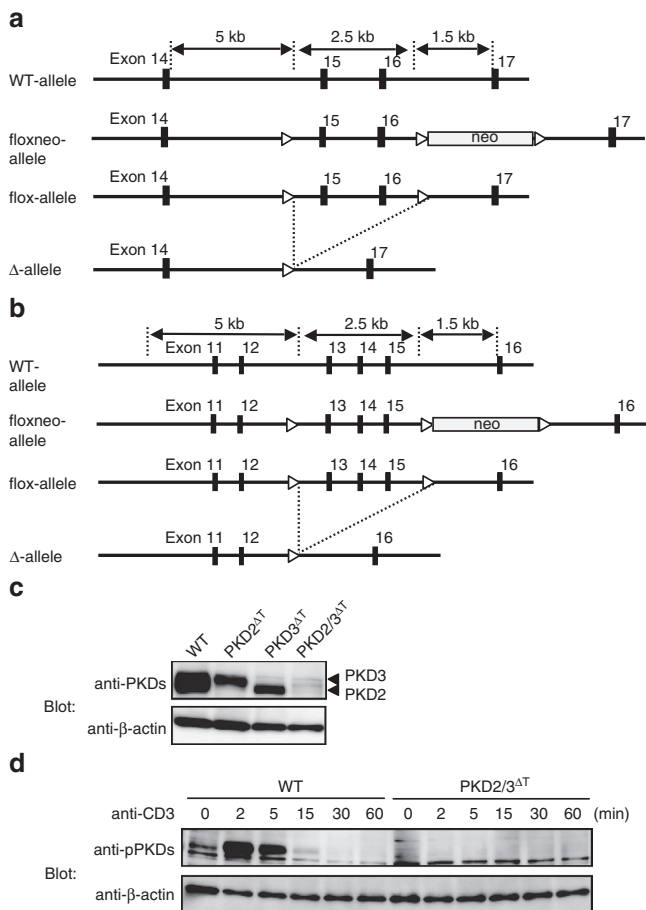 a
5 kb 2.5 kb 1.5 kb
Exon 14 15 16 17
WT-allele
Exon 14 15 16 neo 17
floxneo-
allele
Exon 14 15 16 17
flox-allele
Exon 14 17
Δ-allele
b
5 kb 2.5 kb 1.5 kb
Exon 11 12 13 14 15 16
WT-
allele
Exon 11 12 13 14 15 neo 16
floxneo-
allele
Exon 11 12 13 14 15 16
flox-allele
Exon 11 12 16
Δ-allele
c
WT PKD2ΔT PKD3ΔT PKD2/3ΔT
anti-PKDs PKD3
PKD2
Blot:
anti-β-actin
d
WT PKD2/3ΔT
anti-CD3 0 2 5 15 30 60 0 2 5 15 30 60 (min)
anti-pPKDs
Blot:
anti-β-actin